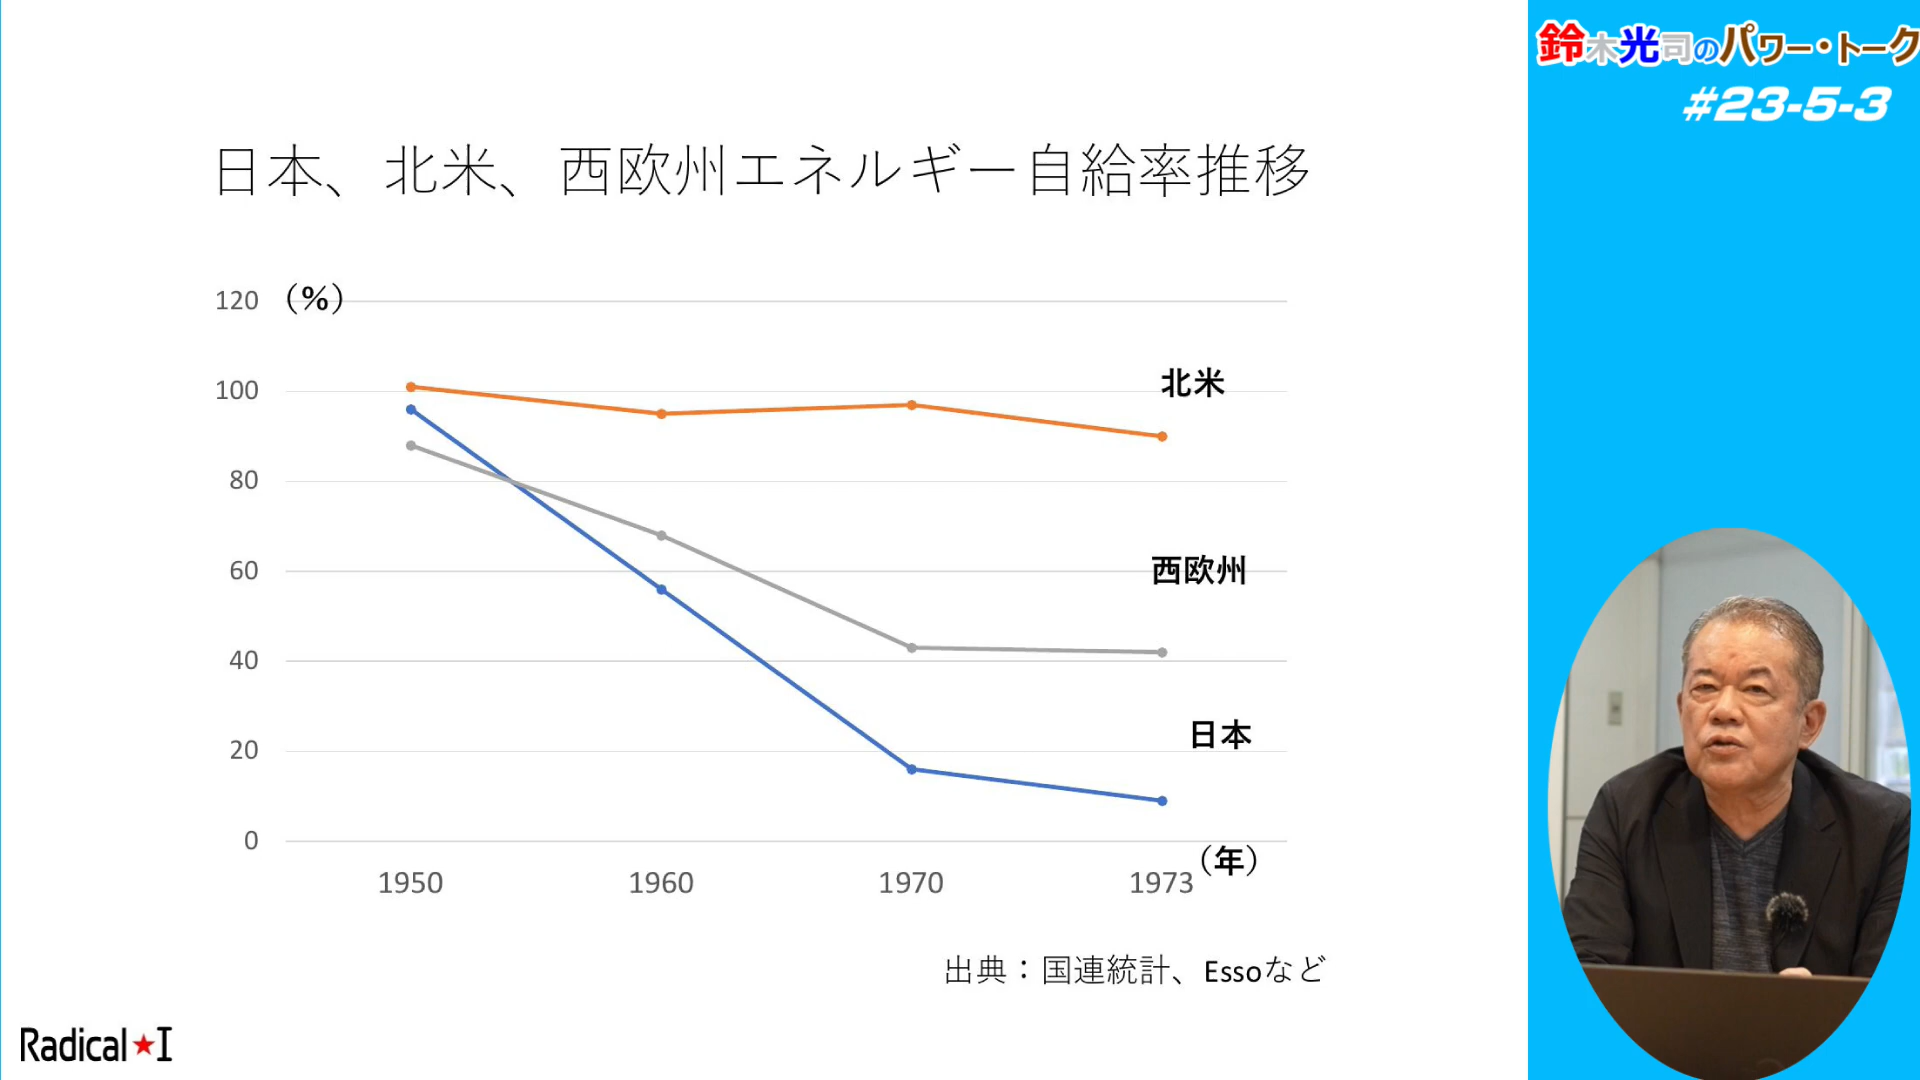 鈴木光司のパワー・トーク
#23-5-3
日本、北米、西欧州エネルギー自給率推移
(%)
120
100
80
60
40
20
0
北米
西欧州
日本
(年)
1950 1960 1970 1973
出典：国連統計、Essoなど
Radical★I